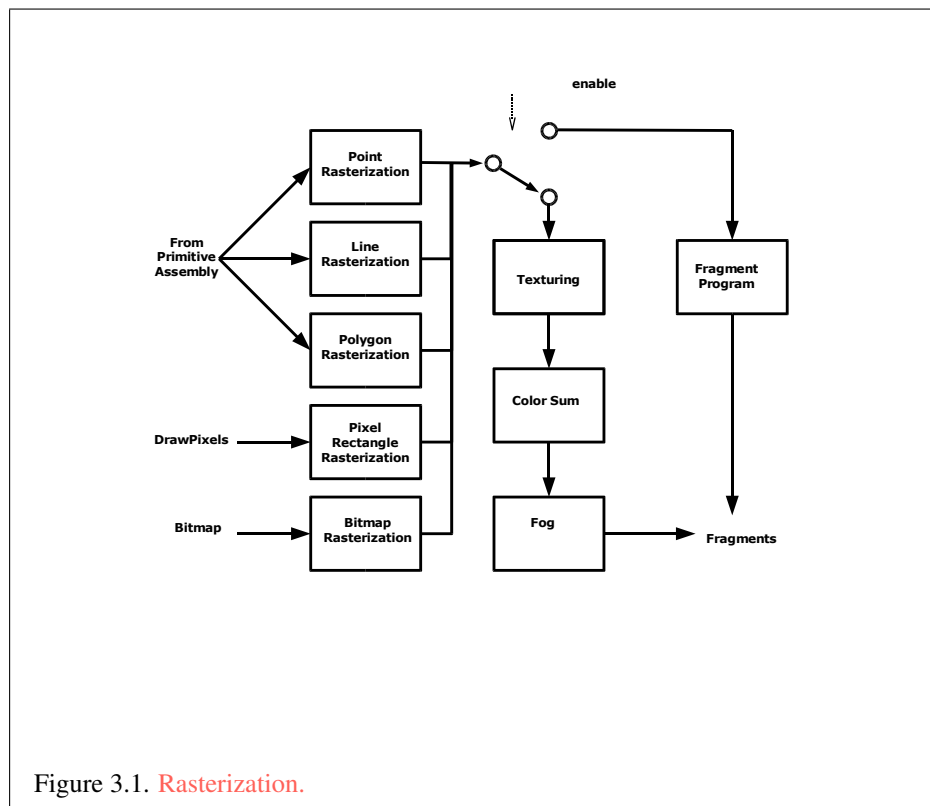 enable
Point
Rasterization
From
Primitive
Assembly
Line
Rasterization
Polygon
Rasterization
DrawPixels
Pixel
Rectangle
Rasterization
Bitmap
Bitmap
Rasterization
Texturing
Color Sum
Fog
Fragment
Program
Fragments
Figure 3.1. Rasterization.